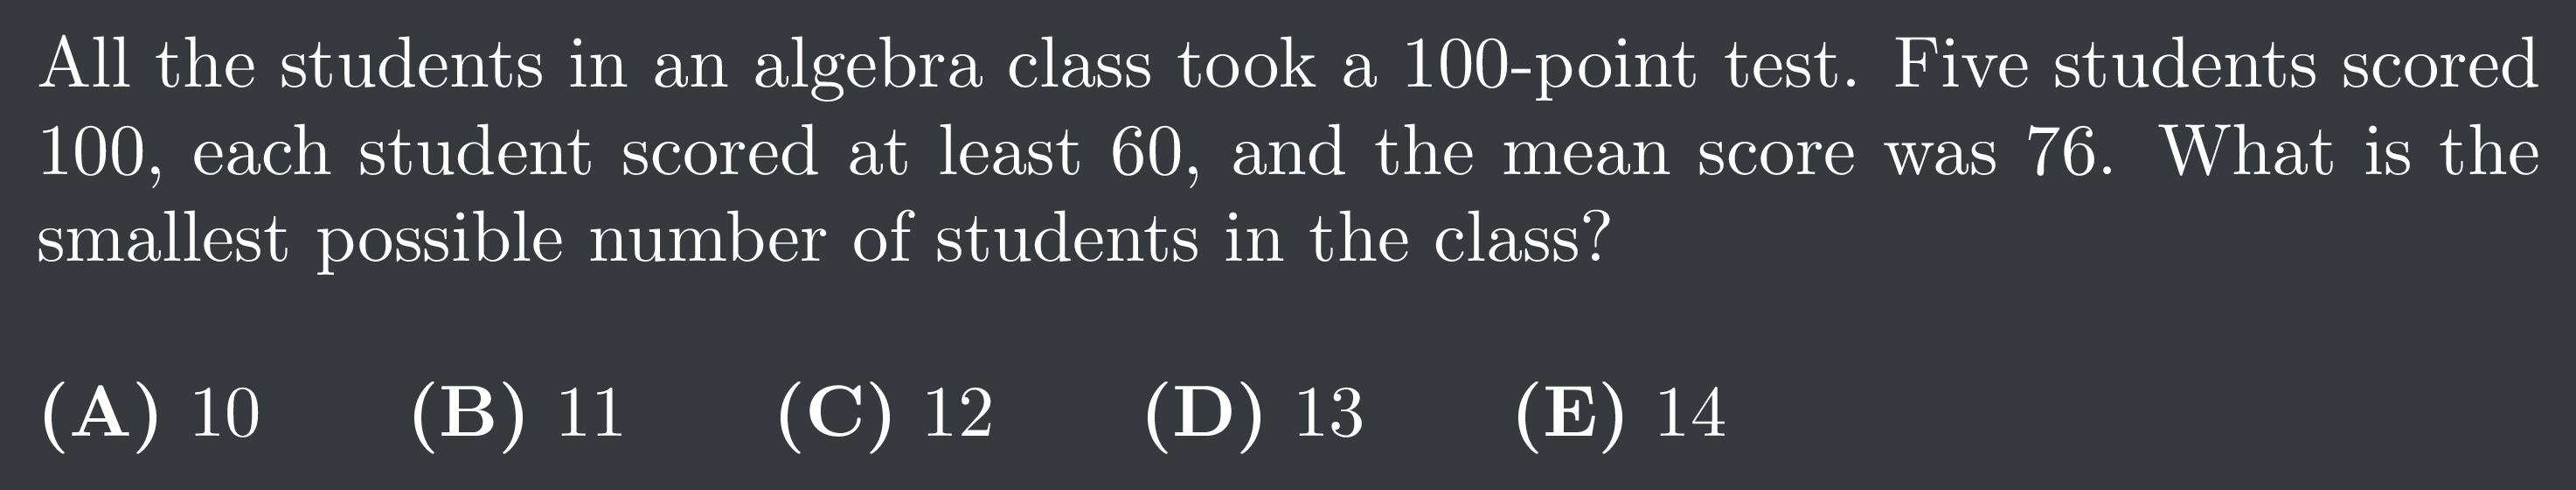 All the students in an algebra class took a 100-point test. Five students scored
100, each student scored at least 60, and the mean score was 76. What is the
smallest possible number of students in the class?
(A) 10 (B) 11 (C) 12 (D) 13 (E) 14